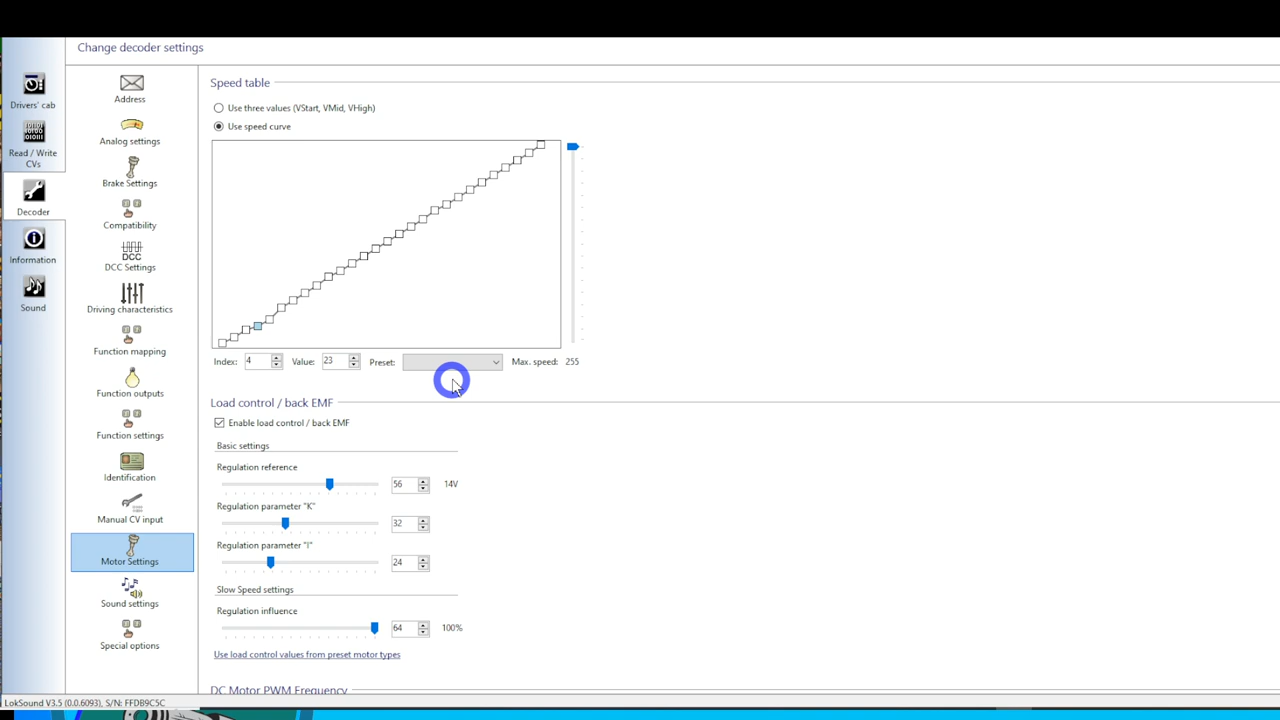 Change decoder settings
Drivers' cab
Read / Write
CVs
Decoder
Information
Sound
Address
Analog settings
Brake Settings
Compatibility
DCC
DCC Settings
Driving characteristics
Function mapping
Function outputs
Function settings
Identification
Manual CV input
Motor Settings
Sound settings
Special options
Speed table
Use three values (VStart, VMid, VHigh)
Use speed curve
Index: 4 Value: 23 Preset: Max. speed: 255
Load control / back EMF
Enable load control / back EMF
Basic settings
Regulation reference
56 14V
Regulation parameter "K"
32
Regulation parameter "I"
24
Slow Speed settings
Regulation influence
64 100%
Use load control values from preset motor types
DC Motor PWM Frequency
LokSound V3.5 (0.0.6093), S/N: FFDB9C5C